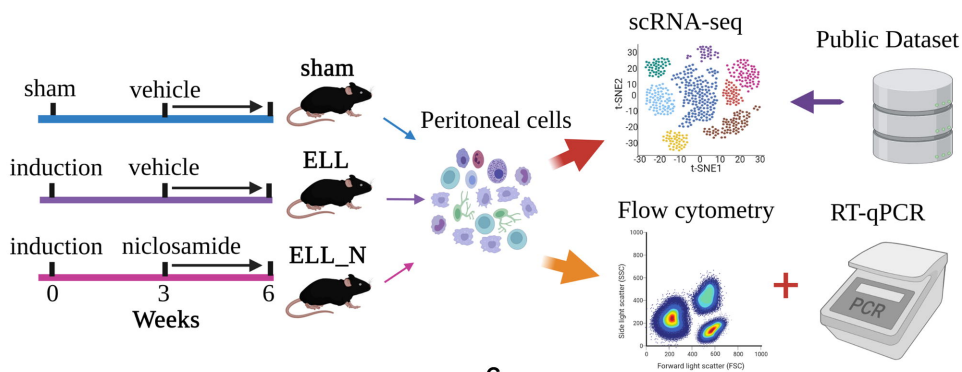 sham vehicle sham
induction vehicle ELL
induction niclosamide ELL_N
0 3 6
Weeks
Peritoneal cells
scRNA-seq
30
20
10
0
-10
-20
-30
t-SNE2
-30 -20 -10 0 10 20 30
t-SNE1
Public Dataset
Flow cytometry
1000
800
600
400
200
0
Side light scatter (SSC)
0 200 400 600 800 1000
Forward light scatter (FSC)
+
RT-qPCR
PCR